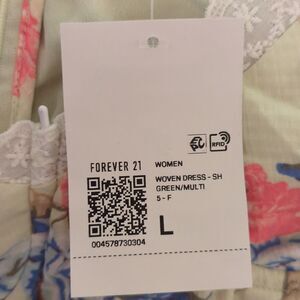 RFID
FOREVER 21
WOMEN
WOVEN DRESS - SH
GREEN/MULTI
5 - F
L
004578730304